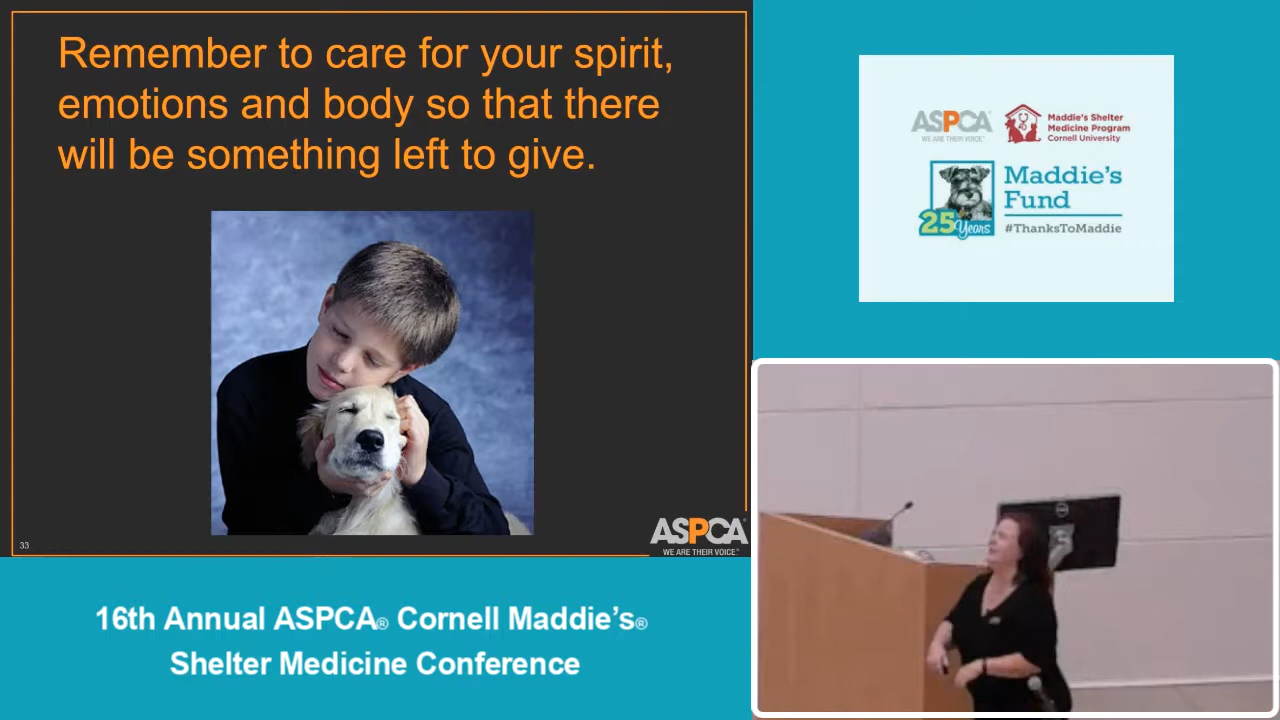 Remember to care for your spirit,
emotions and body so that there
will be something left to give.
33
ASPCA®
WE ARE THEIR VOICE®
16th Annual ASPCA® Cornell Maddie's®
Shelter Medicine Conference
ASPCA®
WE ARE THEIR VOICE®
Maddie's Shelter
Medicine Program
Cornell University
25 Years
Maddie's
Fund
#ThanksToMaddie